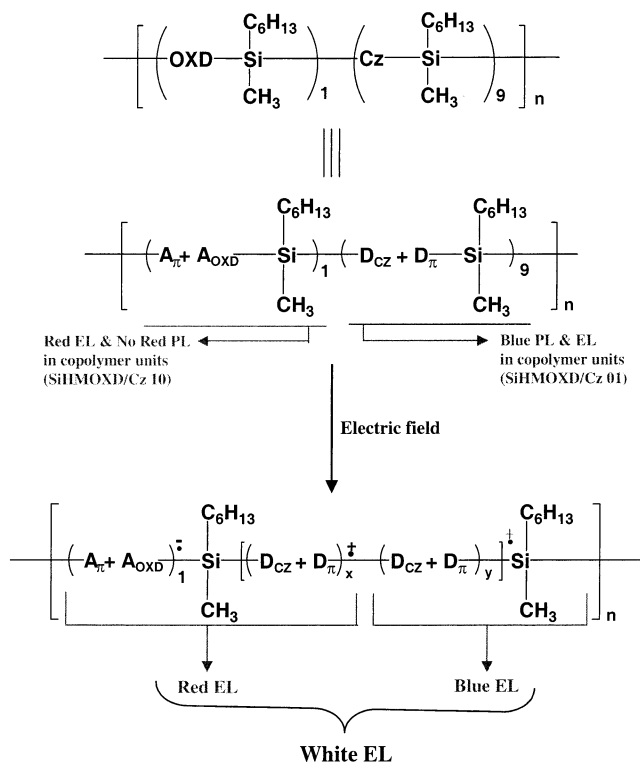 C6H13 C6H13
[ ( OXD Si )1 ( Cz Si )9 ]n
CH3 CH3
C6H13 C6H13
[ ( Aπ + AOXD Si )1 ( DCZ + Dπ Si )9 ]n
CH3 CH3
Red EL & No Red PL
in copolymer units
(SiHMOXD/Cz 10)
Blue PL & EL
in copolymer units
(SiHMOXD/Cz 01)
Electric field
C6H13 C6H13
[ ( Aπ + AOXD )1 -• Si [ ( DCZ + Dπ )x +• ( DCZ + Dπ )y ] +• Si ]n
CH3 CH3
Red EL
Blue EL
White EL